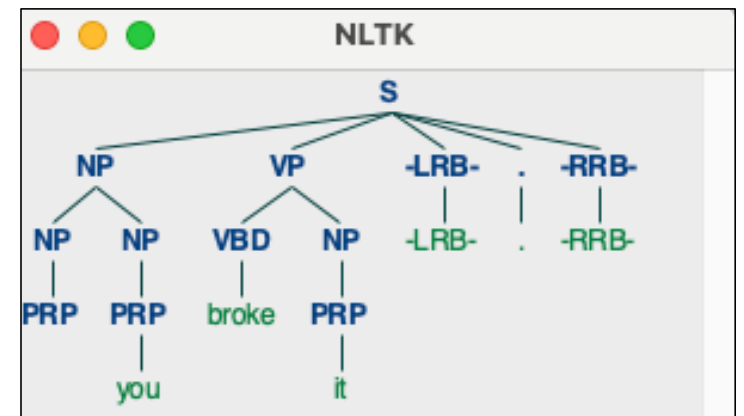 NLTK
S
NP VP -LRB- . -RRB-
NP NP VBD NP -LRB- . -RRB-
PRP PRP broke PRP
you it